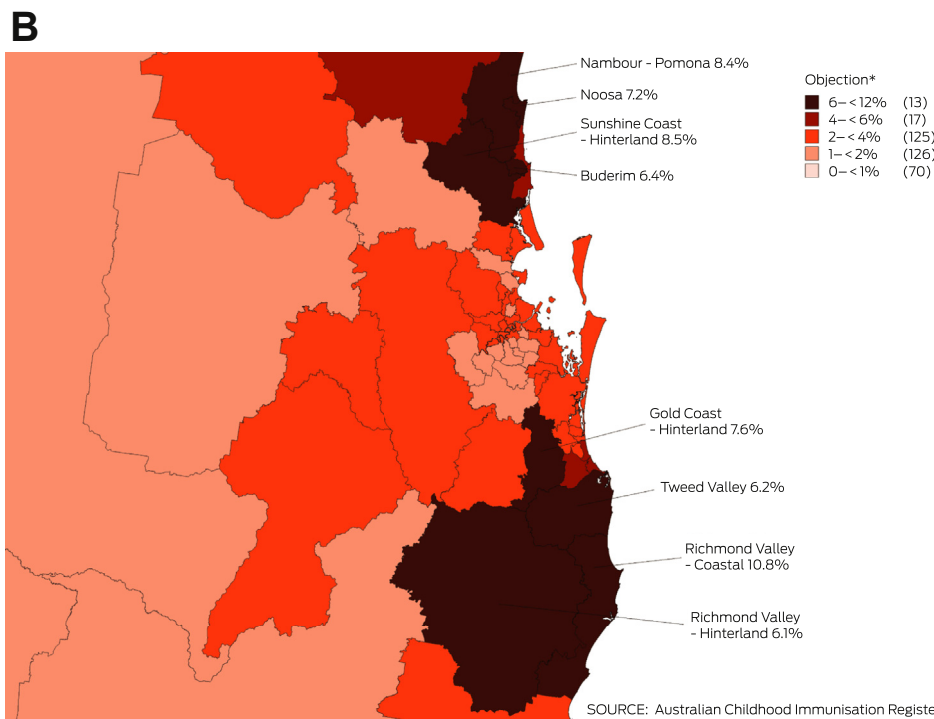 B
Nambour - Pomona 8.4%
Noosa 7.2%
Sunshine Coast
- Hinterland 8.5%
Buderim 6.4%
Objection*
6–<12% (13)
4–<6% (17)
2–<4% (125)
1–<2% (126)
0–<1% (70)
Gold Coast
- Hinterland 7.6%
Tweed Valley 6.2%
Richmond Valley
- Coastal 10.8%
Richmond Valley
- Hinterland 6.1%
SOURCE: Australian Childhood Immunisation Registe